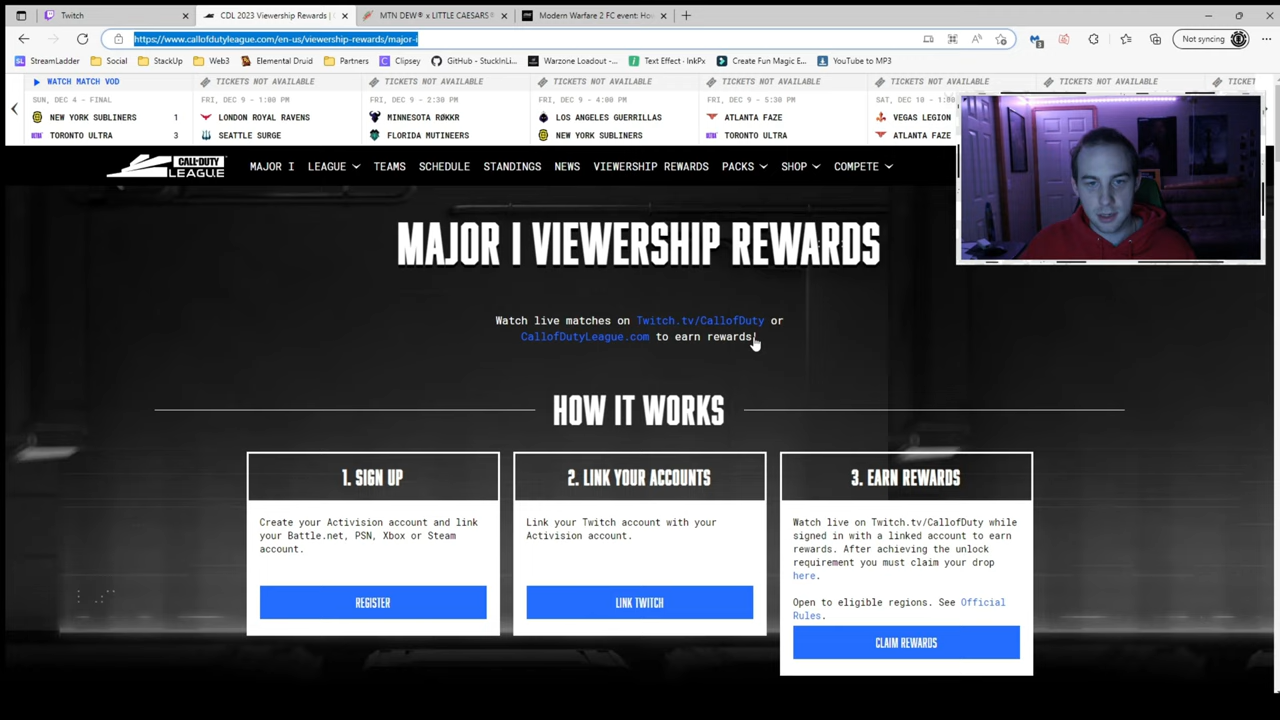 Twitch
CDL 2023 Viewership Rewards |
MTN DEW® x LITTLE CAESARS®
Modern Warfare 2 FC event: Ho
https://www.callofdutyleague.com/en-us/viewership-rewards/major-i
Not syncing
StreamLadder
Social
StackUp
Web3
Elemental Druid
Partners
Clipsey
GitHub - StuckInLi...
Warzone Loadout -...
Text Effect - InkPx
Create Fun Magic E...
YouTube to MP3
WATCH MATCH VOD
TICKETS NOT AVAILABLE
TICKETS NOT AVAILABLE
TICKETS NOT AVAILABLE
TICKETS NOT AVAILABLE
TICKETS NOT AVAILABLE
TICKETS NOT AVAILABLE
TICKET
SUN, DEC 4 - FINAL
NEW YORK SUBLINERS 1
TORONTO ULTRA 3
FRI, DEC 9 - 1:00 PM
LONDON ROYAL RAVENS
SEATTLE SURGE
FRI, DEC 9 - 2:30 PM
MINNESOTA RØKKR
FLORIDA MUTINEERS
FRI, DEC 9 - 4:00 PM
LOS ANGELES GUERRILLAS
NEW YORK SUBLINERS
FRI, DEC 9 - 5:30 PM
ATLANTA FAZE
TORONTO ULTRA
SAT, DEC 10 - 1:00
VEGAS LEGION
ATLANTA FAZE
CALL OF DUTY
LEAGUE
MAJOR I
LEAGUE
TEAMS
SCHEDULE
STANDINGS
NEWS
VIEWERSHIP REWARDS
PACKS
SHOP
COMPETE
MAJOR I VIEWERSHIP REWARDS
Watch live matches on Twitch.tv/CallofDuty or
CallofDutyLeague.com to earn rewards!
HOW IT WORKS
1. SIGN UP
Create your Activision account and link
your Battle.net, PSN, Xbox or Steam
account.
REGISTER
2. LINK YOUR ACCOUNTS
Link your Twitch account with your
Activision account.
LINK TWITCH
3. EARN REWARDS
Watch live on Twitch.tv/CallofDuty while
signed in with a linked account to earn
rewards. After achieving the unlock
requirement you must claim your drop
here.
Open to eligible regions. See Official
Rules.
CLAIM REWARDS